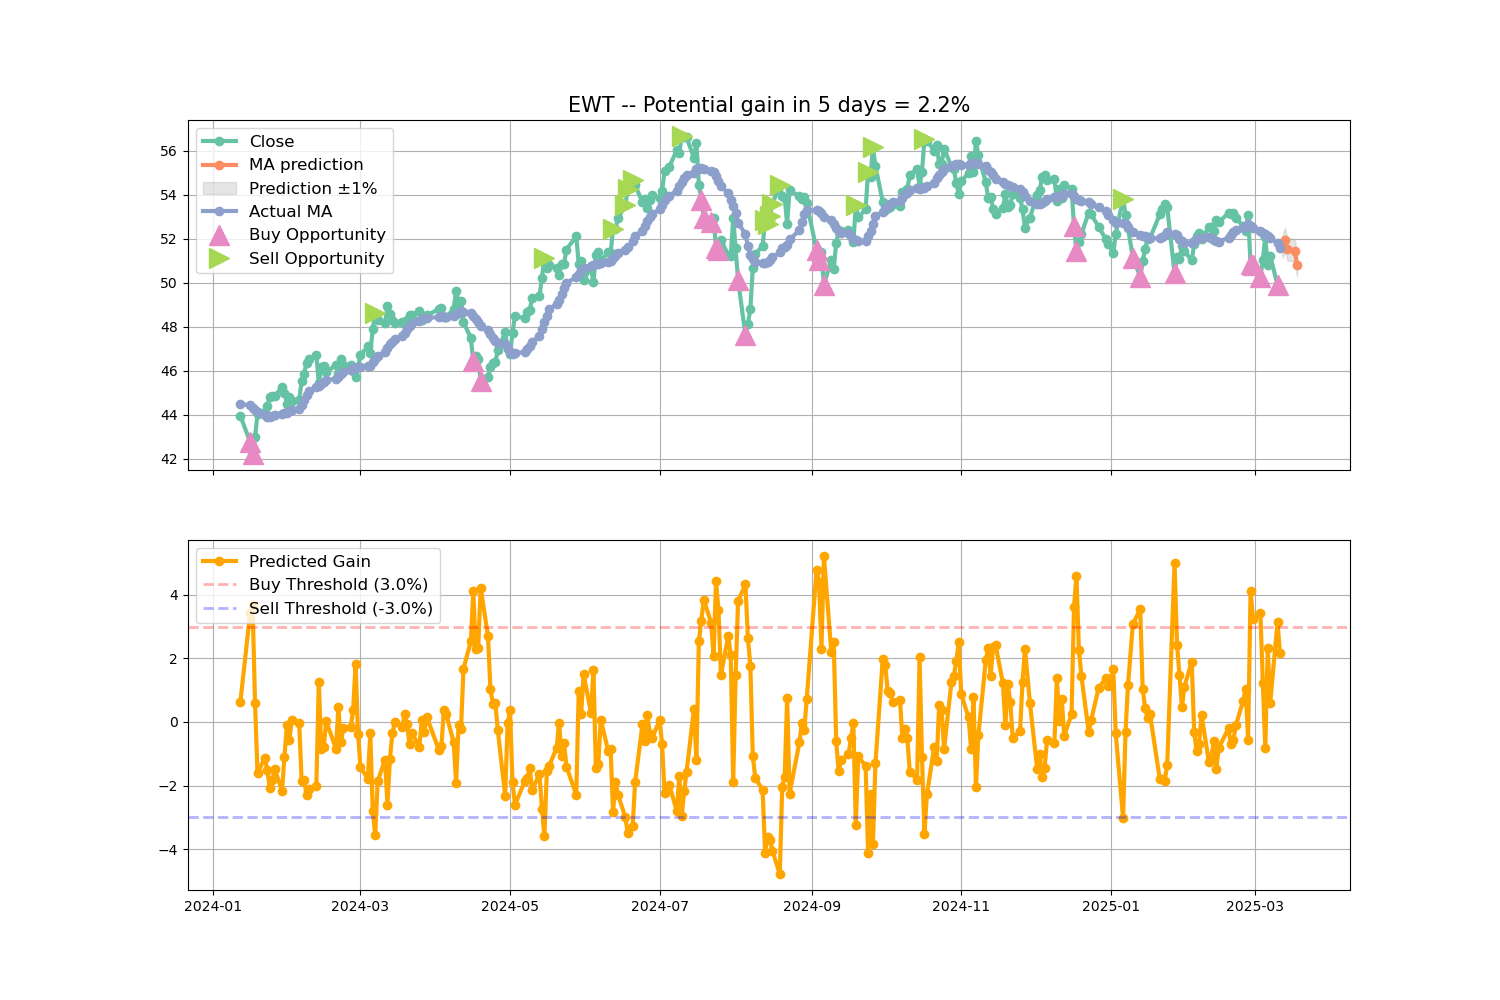 EWT -- Potential gain in 5 days = 2.2%
Close
MA prediction
Prediction ±1%
Actual MA
Buy Opportunity
Sell Opportunity
56
54
52
50
48
46
44
42
Predicted Gain
Buy Threshold (3.0%)
Sell Threshold (-3.0%)
4
2
0
−2
−4
2024-01
2024-03
2024-05
2024-07
2024-09
2024-11
2025-01
2025-03